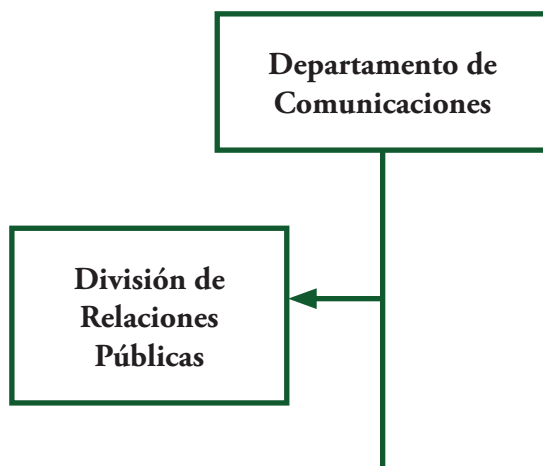 Departamento de
Comunicaciones
División de
Relaciones
Públicas